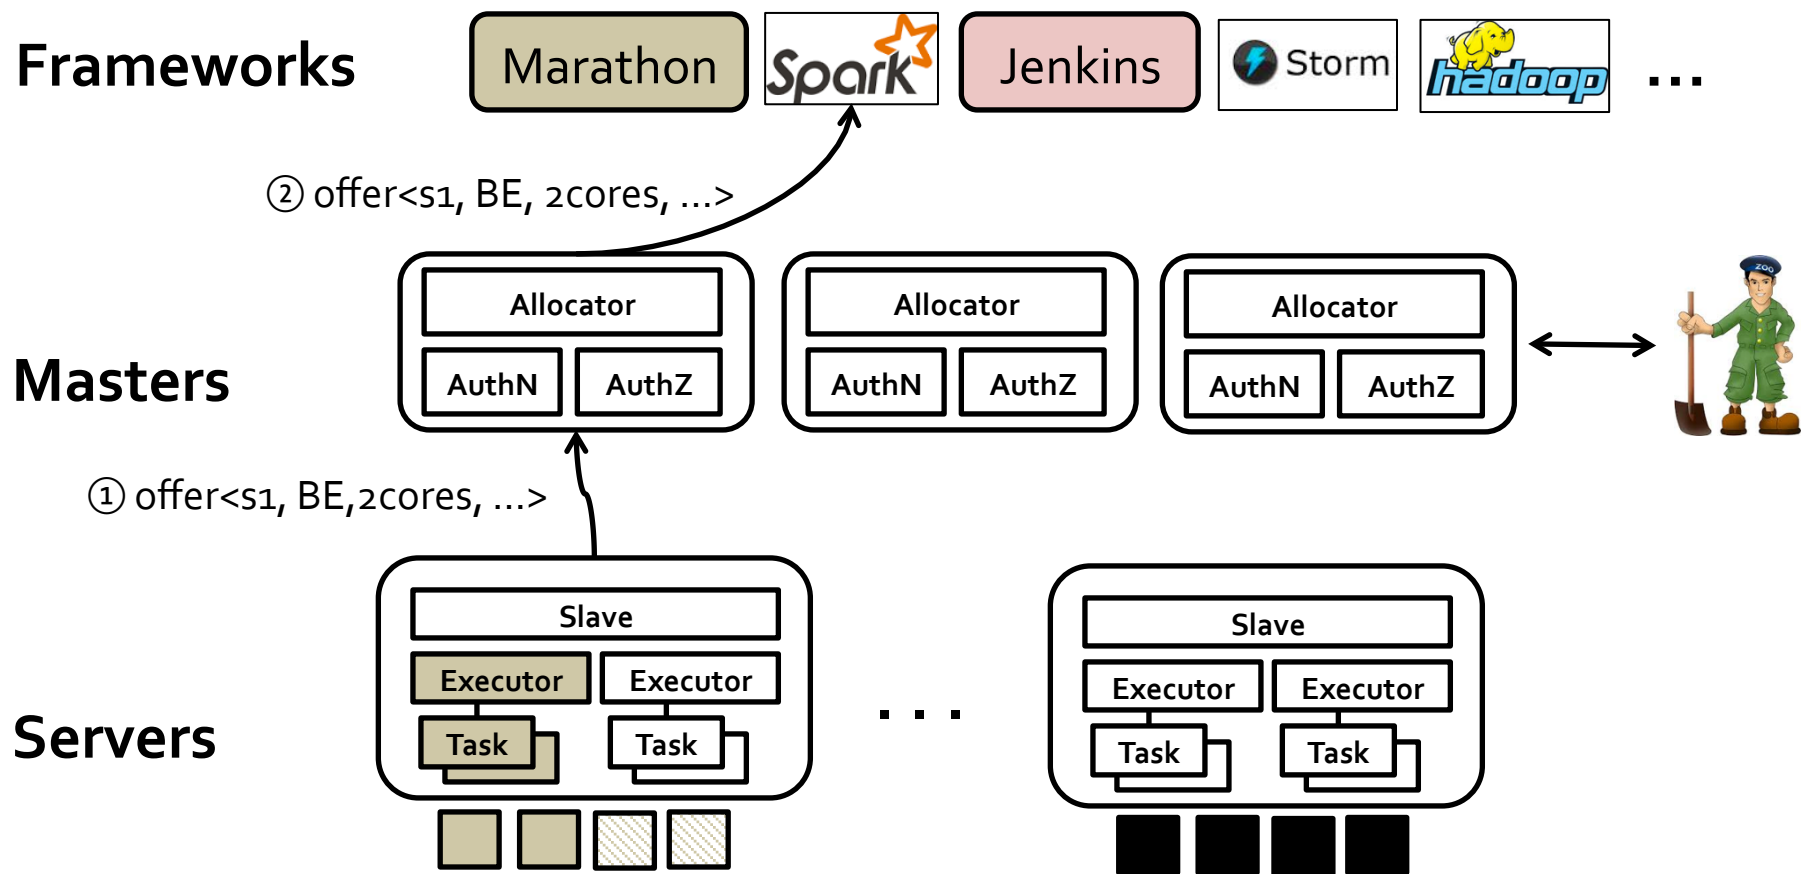 Frameworks
Marathon
Spark
Jenkins
Storm
hadoop
...
② offer<s1, BE, 2cores, ...>
Masters
Allocator
AuthN
AuthZ
Allocator
AuthN
AuthZ
Allocator
AuthN
AuthZ
ZOO
① offer<s1, BE,2cores, ...>
Servers
Slave
Executor
Executor
Task
Task
...
Slave
Executor
Executor
Task
Task